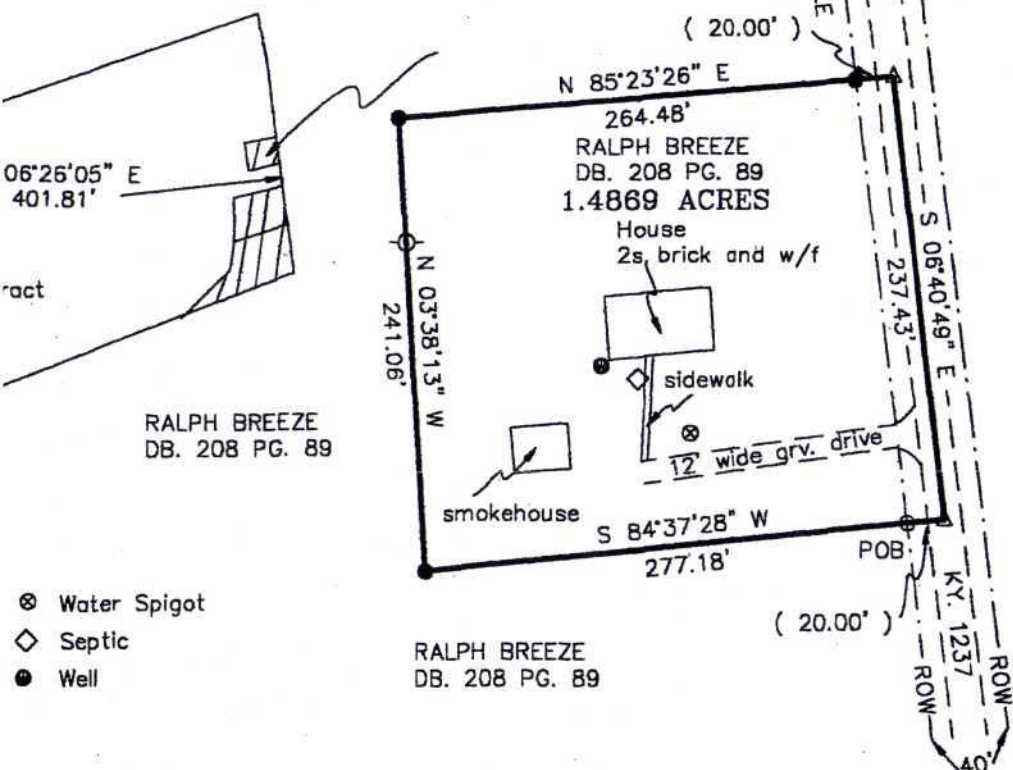 ( 20.00' )
N 85°23'26" E
264.48'
RALPH BREEZE
DB. 208 PG. 89
1.4869 ACRES
House
2s brick and w/f
06°26'05" E
401.81'
N 03°38'13" W
241.06'
S 06°40'49" E
237.43'
sidewalk
12' wide grv. drive
smokehouse
RALPH BREEZE
DB. 208 PG. 89
S 84°37'28" W
277.18'
POB
( 20.00' )
KY. 1237
ROW
ROW
40'
Water Spigot
Septic
Well
RALPH BREEZE
DB. 208 PG. 89